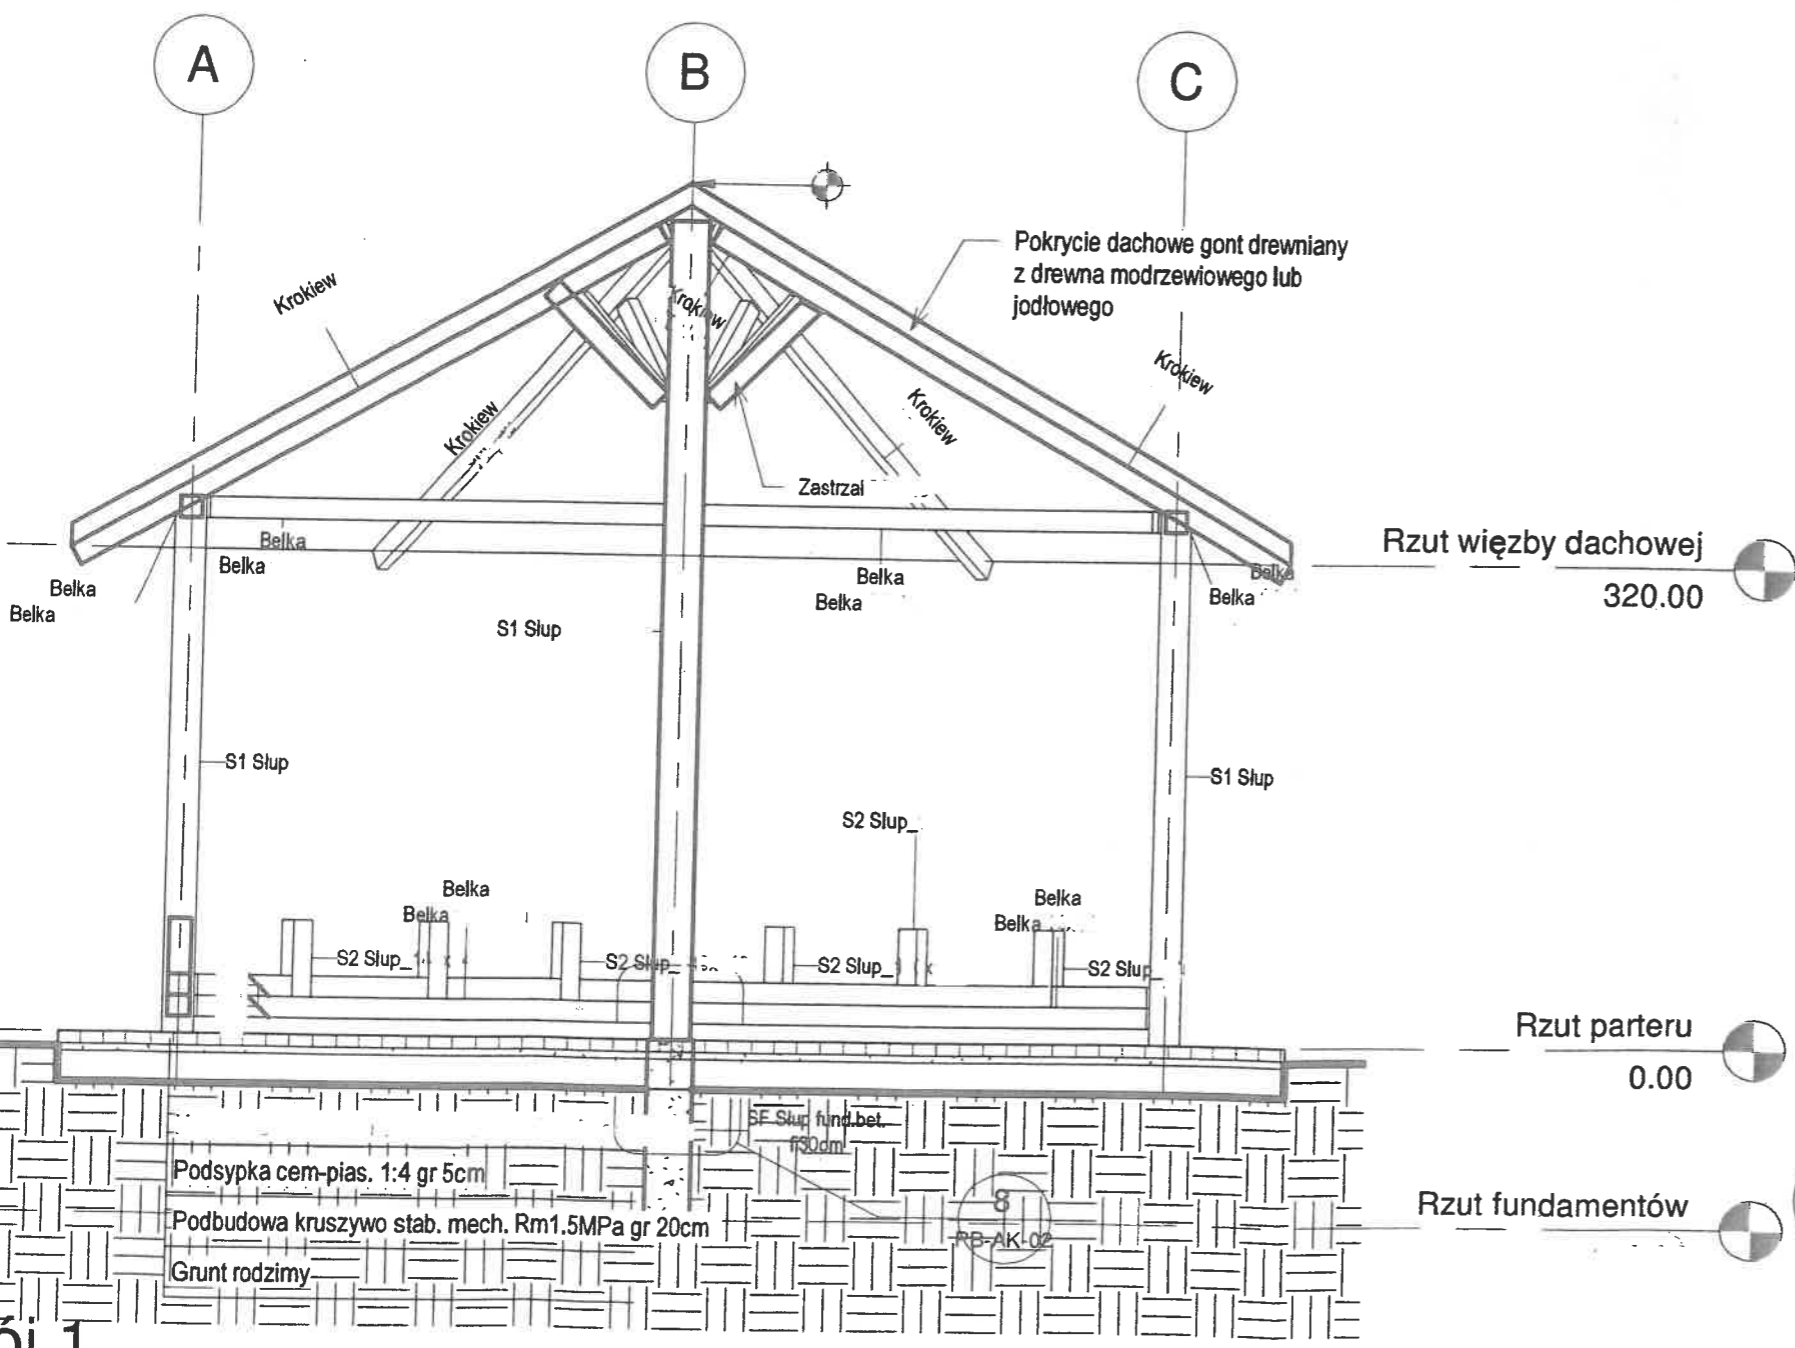 A
B
C
Pokrycie dachowe gont drewniany
z drewna modrzewiowego lub
jodłowego
Krokiew
Krokiew
Krokiew
Krokiew
Krokiew
Zastrzał
Belka
Belka
Belka
Belka
Belka
Belka
Belka
Belka
Rzut więzby dachowej
320.00
S1 Słup
S1 Słup
S1 Słup
S2 Słup_
Belka
Belka
Belka
Belka
S2 Słup_
S2 Słup_
S2 Słup_
S2 Słup_
Rzut parteru
0.00
SF Słup fund.bet.
fi30cm
Podsypka cem-pias. 1:4 gr 5cm
8
Rzut fundamentów
Podbudowa kruszywo stab. mech. Rm1.5MPa gr 20cm
RB-AK-02
Grunt rodzimy